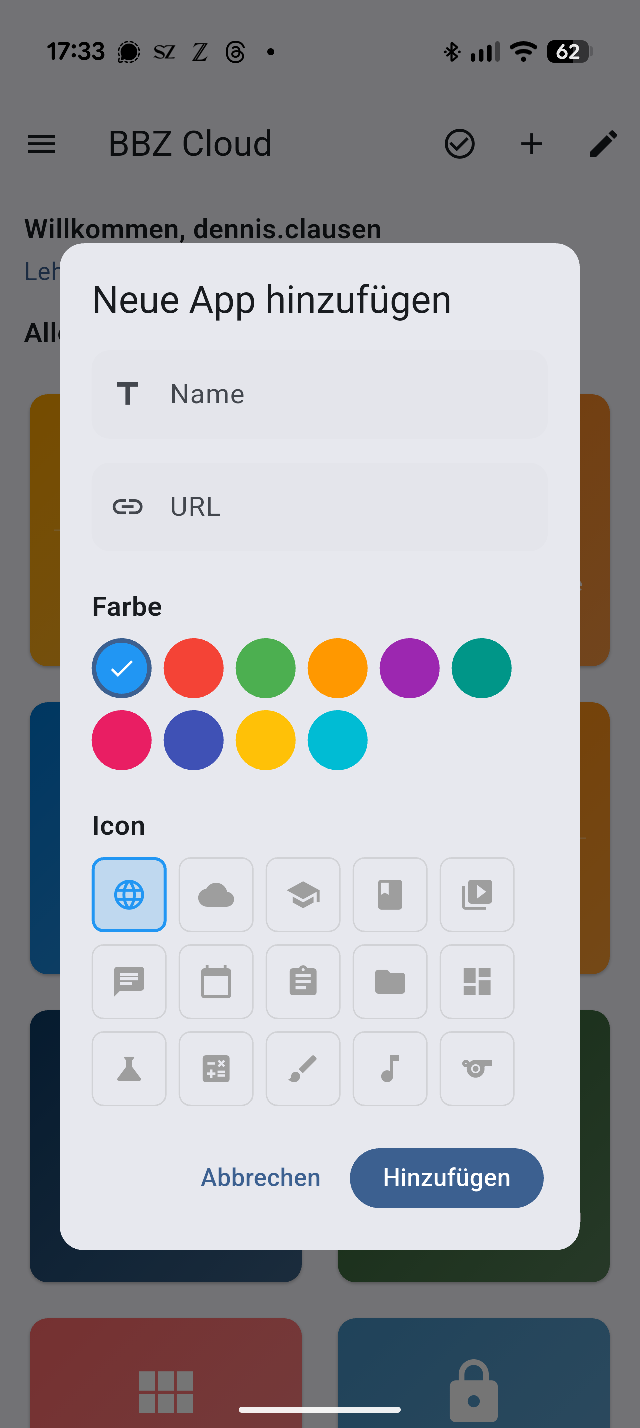 17:33 SZ Z 62
BBZ Cloud
Willkommen, dennis.clausen
Leh
Alle
Neue App hinzufügen
Name
URL
Farbe
Icon
Abbrechen
Hinzufügen